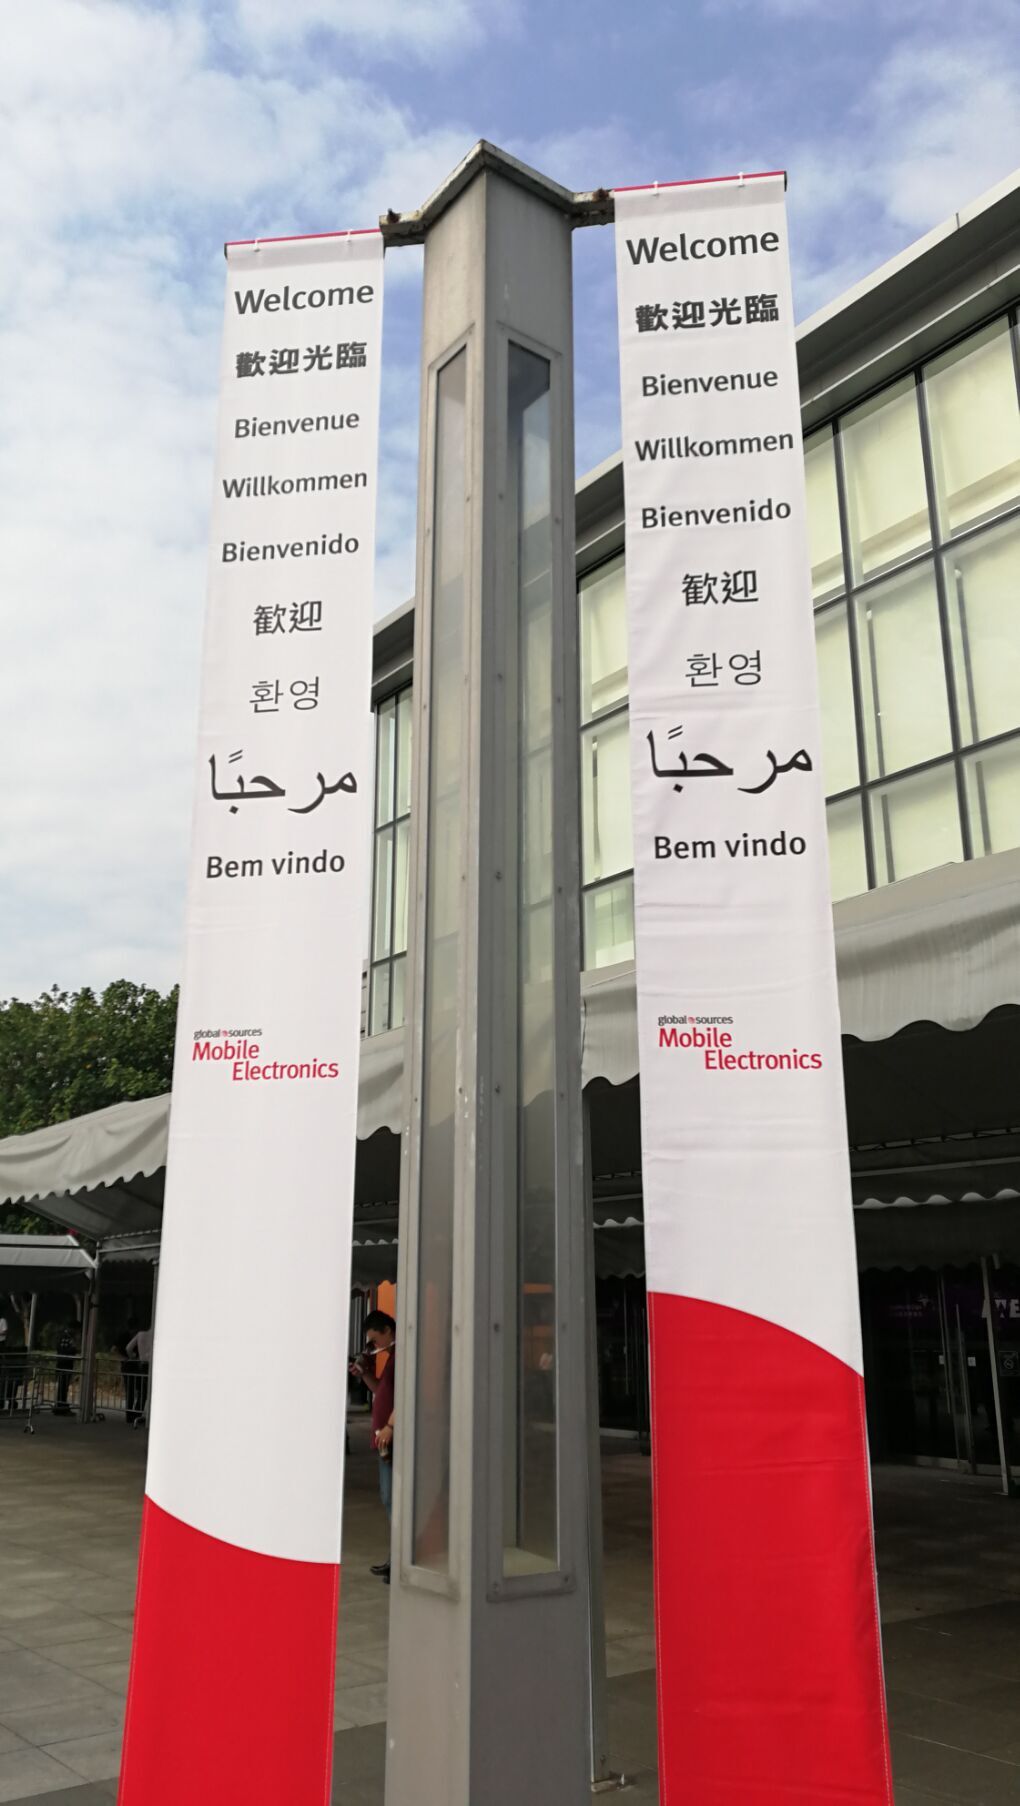 Welcome
歡迎光臨
Bienvenue
Willkommen
Bienvenido
歡迎
환영
مرحبًا
Bem vindo
global sources
Mobile
Electronics
Welcome
歡迎光臨
Bienvenue
Willkommen
Bienvenido
歡迎
환영
مرحبًا
Bem vindo
global sources
Mobile
Electronics